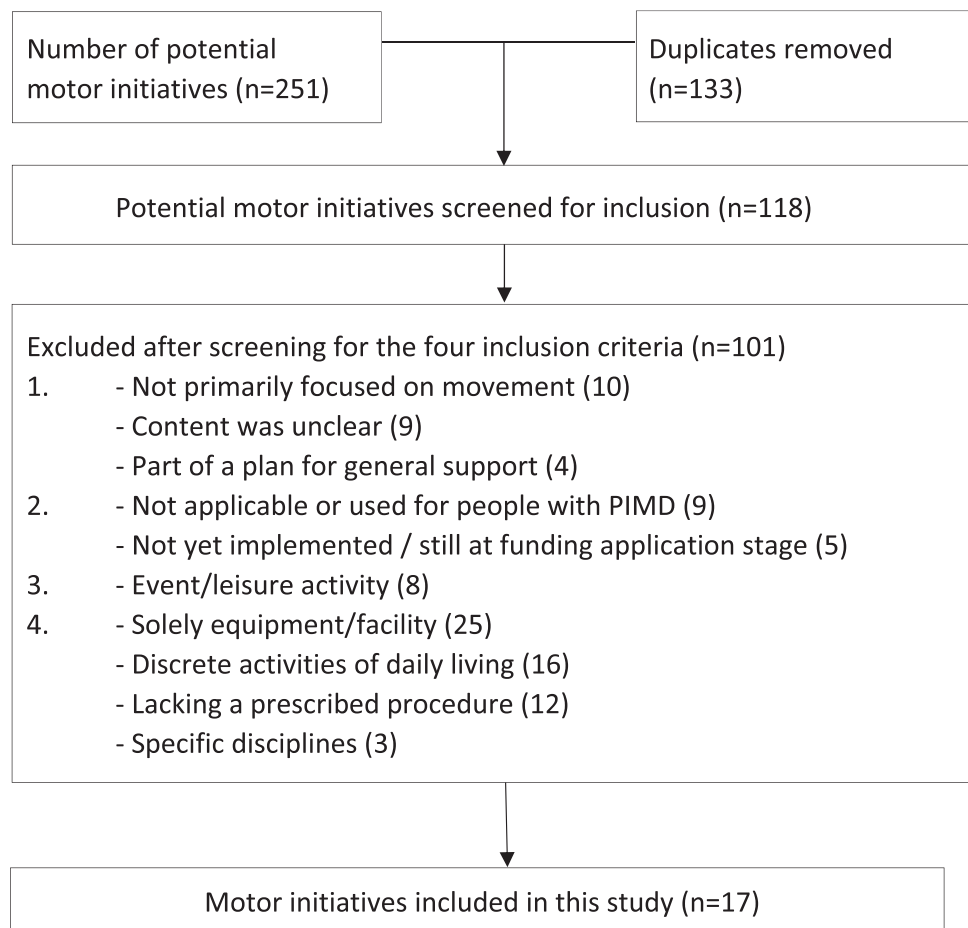 Number of potential
motor initiatives (n=251)
Duplicates removed
(n=133)
Potential motor initiatives screened for inclusion (n=118)
Excluded after screening for the four inclusion criteria (n=101)
1. - Not primarily focused on movement (10)
- Content was unclear (9)
- Part of a plan for general support (4)
2. - Not applicable or used for people with PIMD (9)
- Not yet implemented / still at funding application stage (5)
3. - Event/leisure activity (8)
4. - Solely equipment/facility (25)
- Discrete activities of daily living (16)
- Lacking a prescribed procedure (12)
- Specific disciplines (3)
Motor initiatives included in this study (n=17)